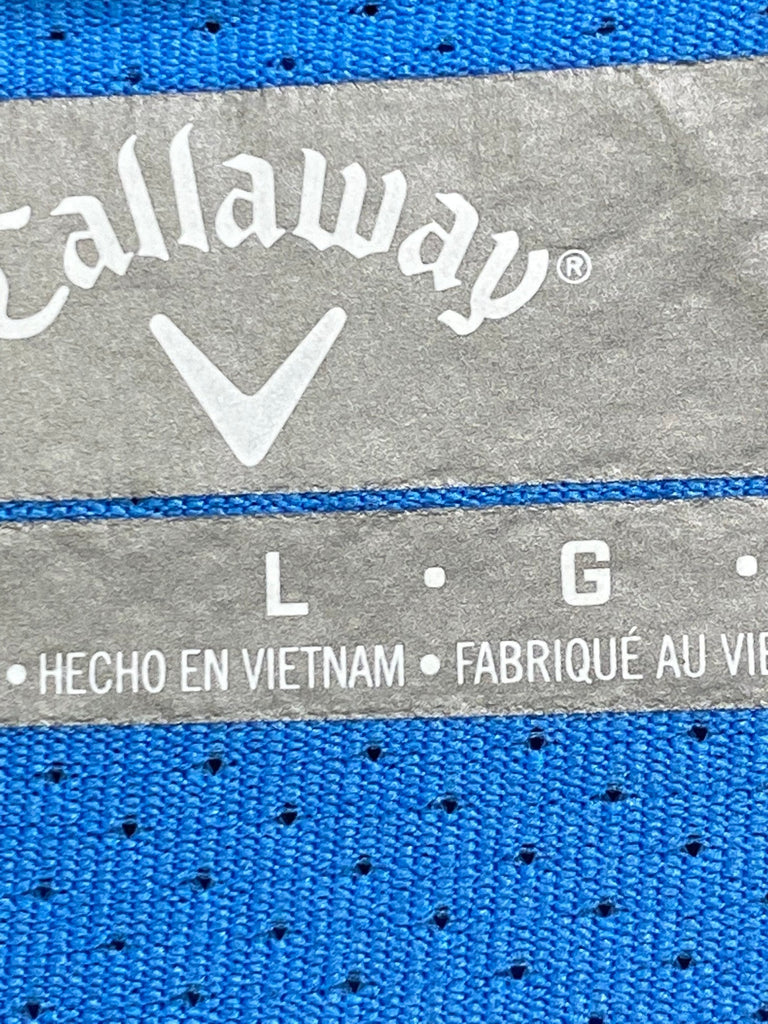 Callaway®
L • G •
• HECHO EN VIETNAM • FABRIQUÉ AU VIE